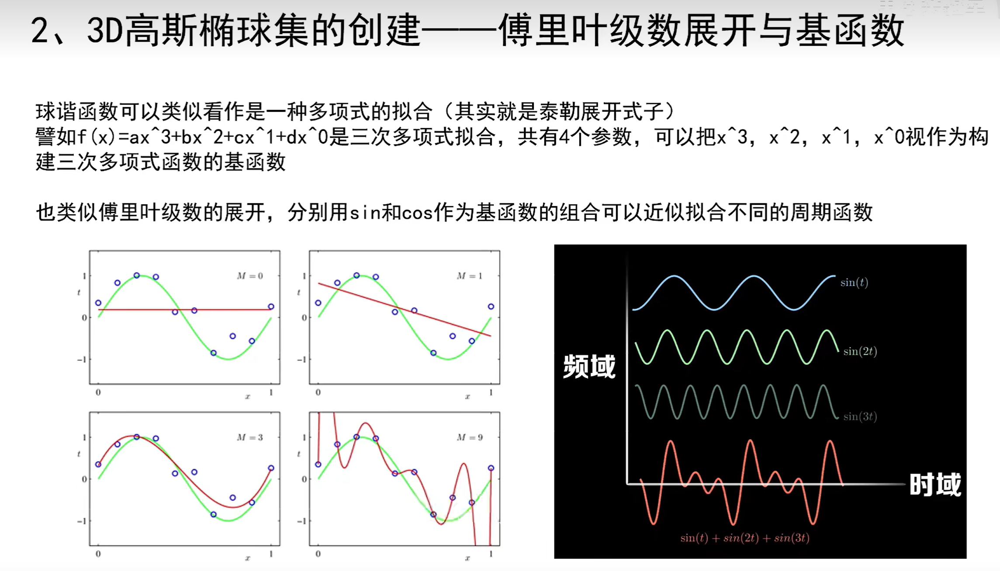 2、3D高斯椭球集的创建——傅里叶级数展开与基函数
球谐函数可以类似看作是一种多项式的拟合（其实就是泰勒展开式子）
譬如f(x)=ax^3+bx^2+cx^1+dx^0是三次多项式拟合，共有4个参数，可以把x^3，x^2，x^1，x^0视作为构
建三次多项式函数的基函数
也类似傅里叶级数的展开，分别用sin和cos作为基函数的组合可以近似拟合不同的周期函数
M = 0
1
t
0
-1
0
x
1
M = 1
1
t
0
-1
0
x
1
M = 3
1
t
0
-1
0
x
1
M = 9
1
t
0
-1
0
x
1
sin(t)
sin(2t)
频域
sin(3t)
时域
sin(t) + sin(2t) + sin(3t)